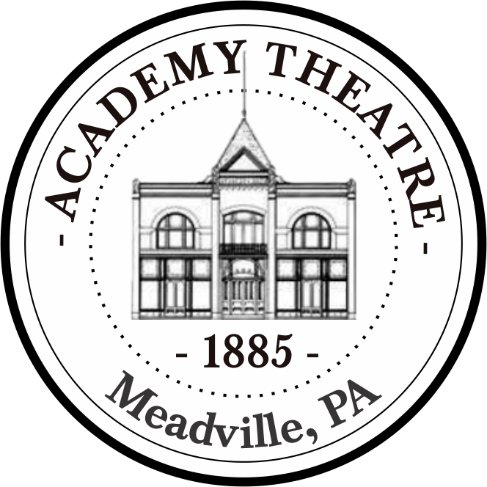 - ACADEMY THEATRE -
- 1885 -
Meadville, PA